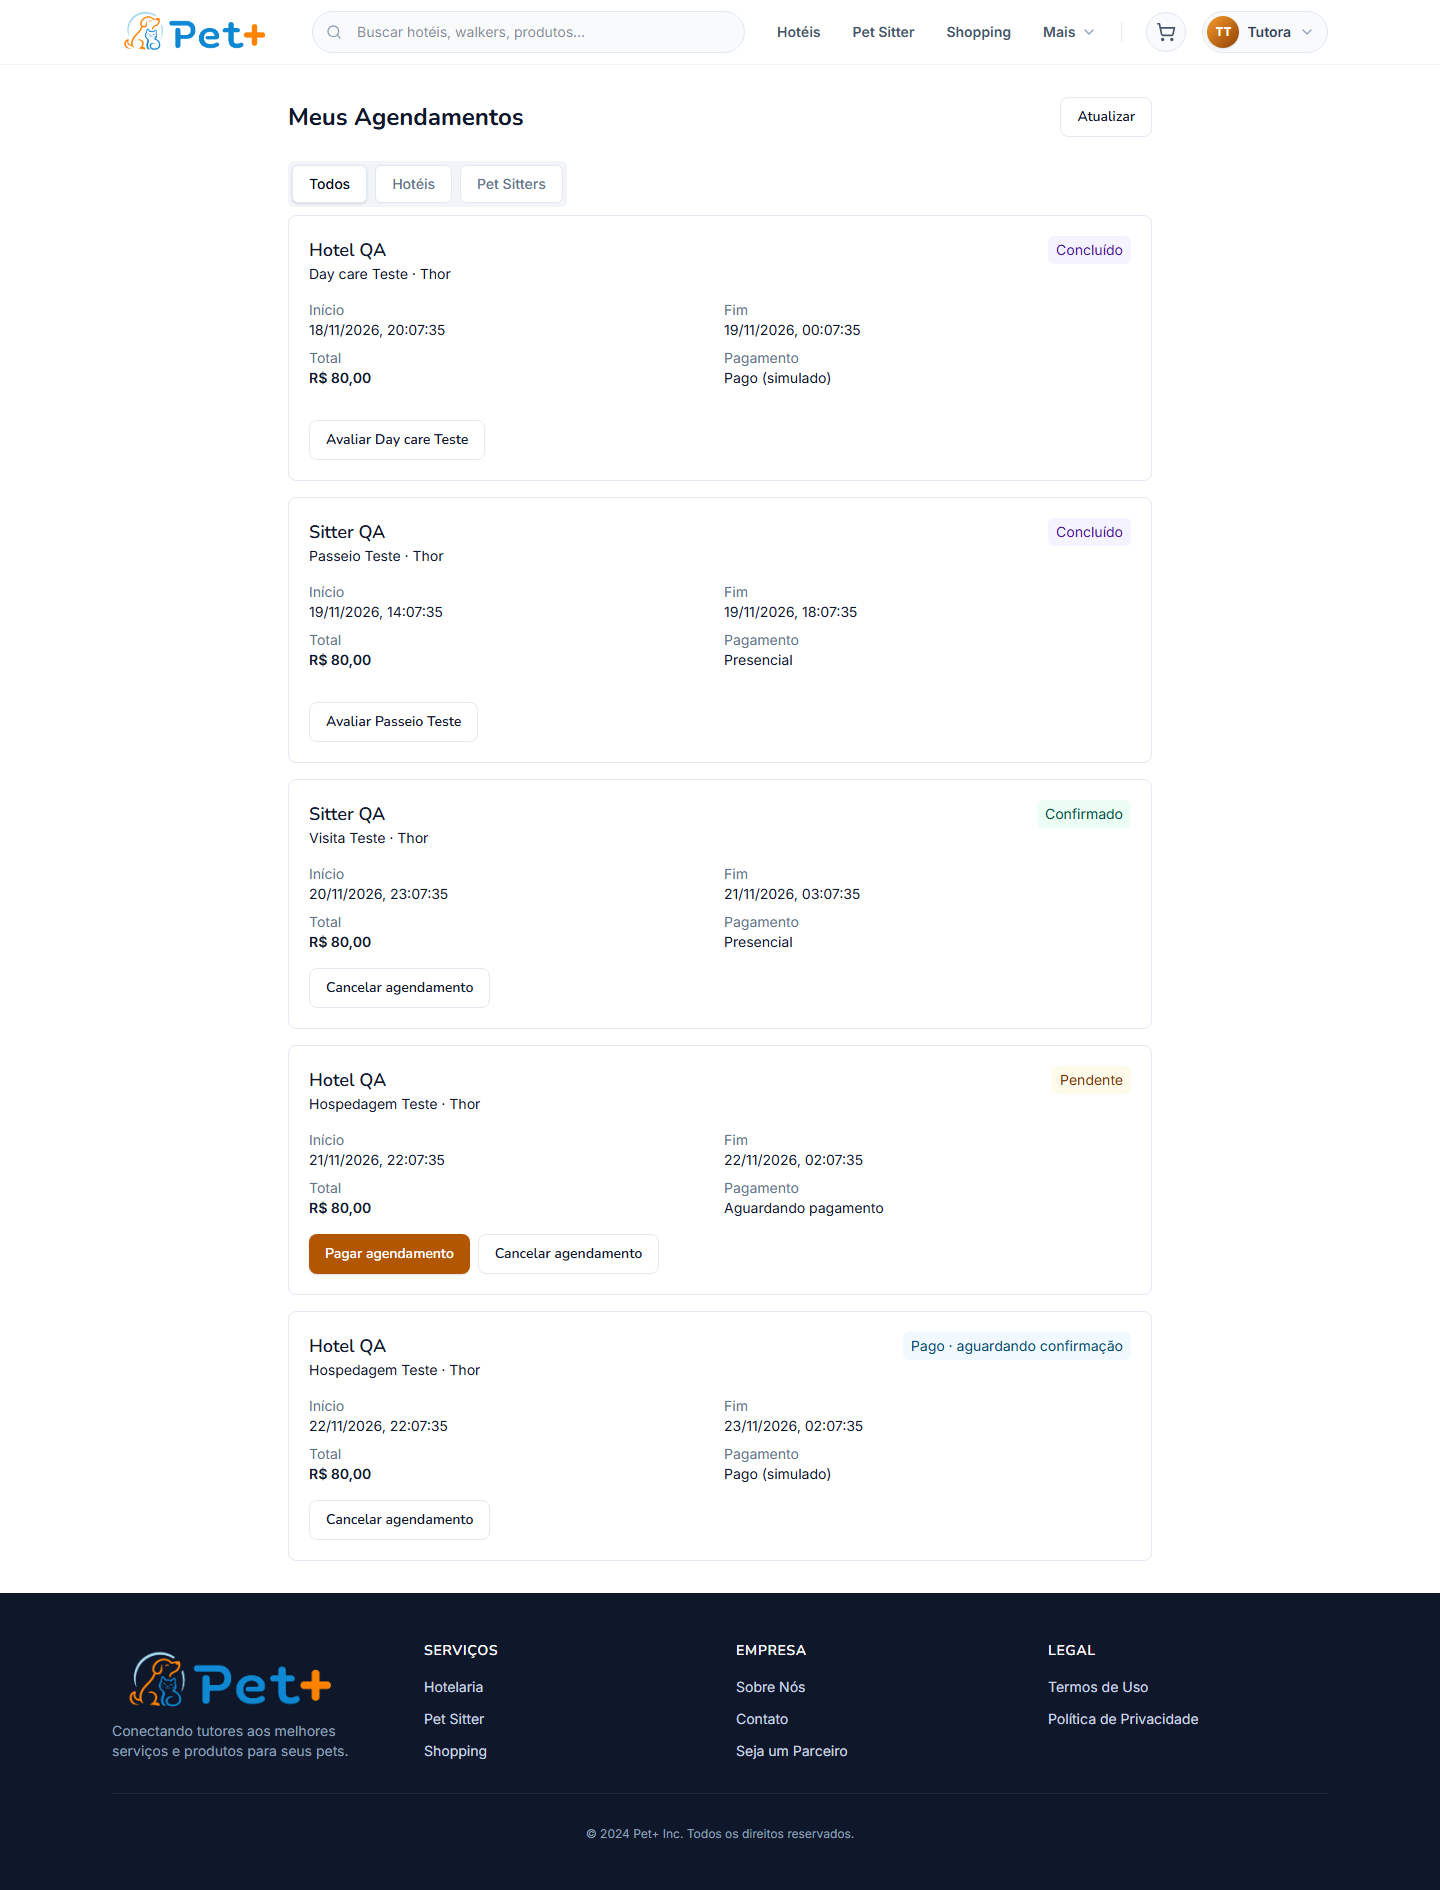 Pet+
Buscar hotéis, walkers, produtos...
Hotéis
Pet Sitter
Shopping
Mais
TT
Tutora
Meus Agendamentos
Atualizar
Todos
Hotéis
Pet Sitters
Hotel QA
Concluído
Day care Teste · Thor
Início
Fim
18/11/2026, 20:07:35
19/11/2026, 00:07:35
Total
Pagamento
R$ 80,00
Pago (simulado)
Avaliar Day care Teste
Sitter QA
Concluído
Passeio Teste · Thor
Início
Fim
19/11/2026, 14:07:35
19/11/2026, 18:07:35
Total
Pagamento
R$ 80,00
Presencial
Avaliar Passeio Teste
Sitter QA
Confirmado
Visita Teste · Thor
Início
Fim
20/11/2026, 23:07:35
21/11/2026, 03:07:35
Total
Pagamento
R$ 80,00
Presencial
Cancelar agendamento
Hotel QA
Pendente
Hospedagem Teste · Thor
Início
Fim
21/11/2026, 22:07:35
22/11/2026, 02:07:35
Total
Pagamento
R$ 80,00
Aguardando pagamento
Pagar agendamento
Cancelar agendamento
Hotel QA
Pago · aguardando confirmação
Hospedagem Teste · Thor
Início
Fim
22/11/2026, 22:07:35
23/11/2026, 02:07:35
Total
Pagamento
R$ 80,00
Pago (simulado)
Cancelar agendamento
Pet+
Conectando tutores aos melhores
serviços e produtos para seus pets.
SERVIÇOS
Hotelaria
Pet Sitter
Shopping
EMPRESA
Sobre Nós
Contato
Seja um Parceiro
LEGAL
Termos de Uso
Política de Privacidade
© 2024 Pet+ Inc. Todos os direitos reservados.